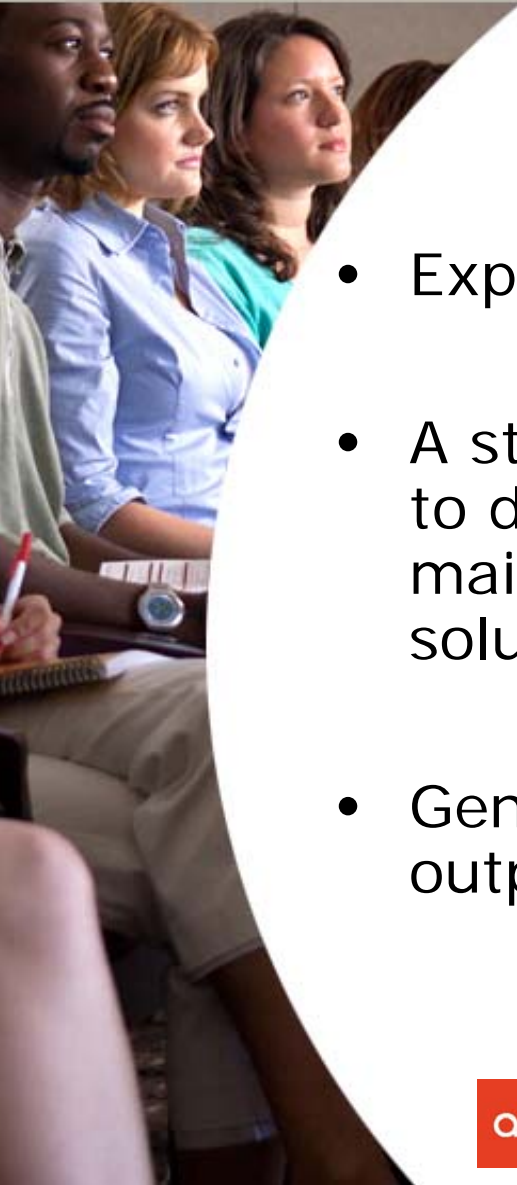 • Exp
• A st
to d
mai
solu
• Gen
outp
a